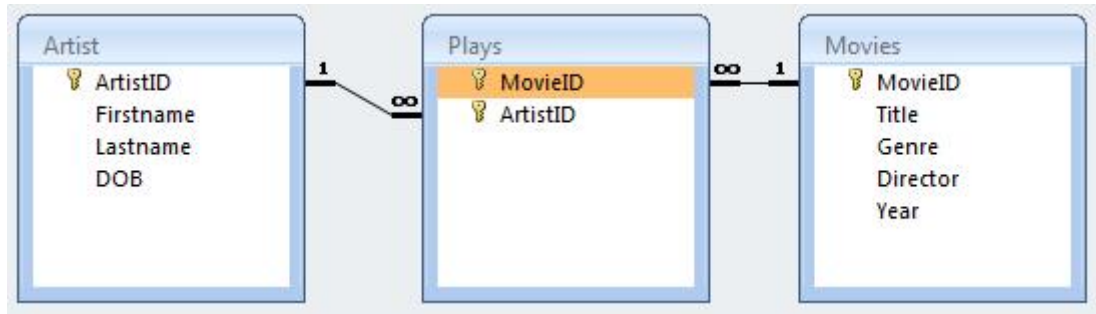 Artist
ArtistID
Firstname
Lastname
DOB
1
∞
Plays
MovieID
ArtistID
∞
1
Movies
MovieID
Title
Genre
Director
Year